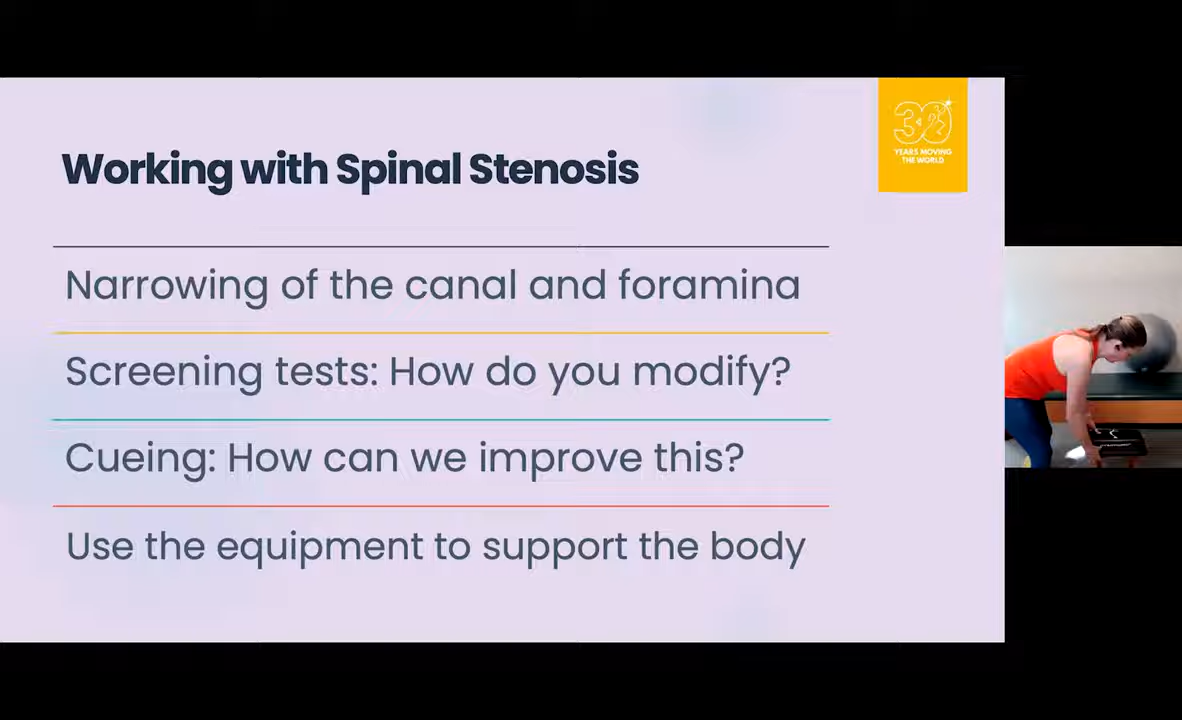 Working with Spinal Stenosis
30
YEARS MOVING
THE WORLD
Narrowing of the canal and foramina
Screening tests: How do you modify?
Cueing: How can we improve this?
Use the equipment to support the body